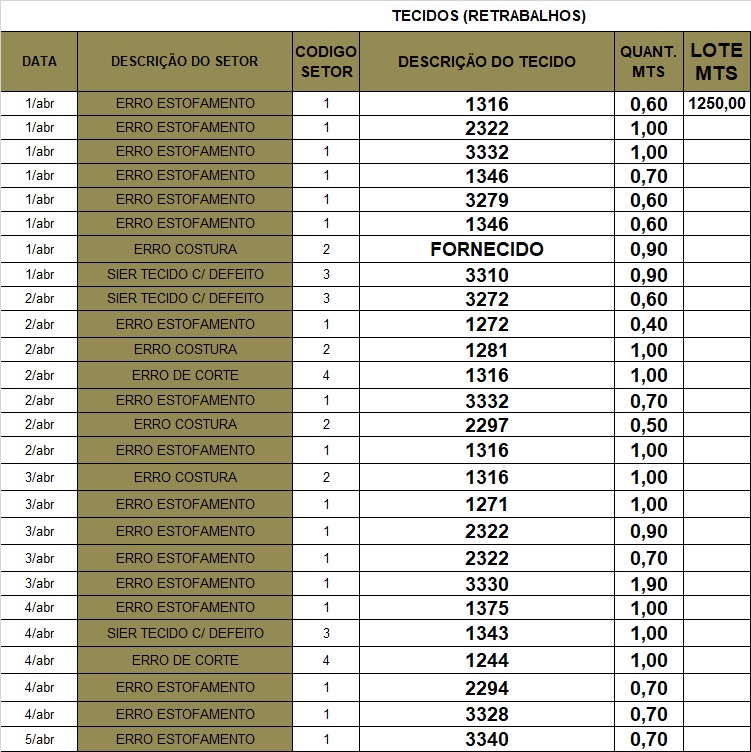 TECIDOS (RETRABALHOS)
DATA DESCRIÇÃO DO SETOR CODIGO SETOR DESCRIÇÃO DO TECIDO QUANT. MTS LOTE MTS
1/abr ERRO ESTOFAMENTO 1 1316 0,60 1250,00
1/abr ERRO ESTOFAMENTO 1 2322 1,00
1/abr ERRO ESTOFAMENTO 1 3332 1,00
1/abr ERRO ESTOFAMENTO 1 1346 0,70
1/abr ERRO ESTOFAMENTO 1 3279 0,60
1/abr ERRO ESTOFAMENTO 1 1346 0,60
1/abr ERRO COSTURA 2 FORNECIDO 0,90
1/abr SIER TECIDO C/ DEFEITO 3 3310 0,90
2/abr SIER TECIDO C/ DEFEITO 3 3272 0,60
2/abr ERRO ESTOFAMENTO 1 1272 0,40
2/abr ERRO COSTURA 2 1281 1,00
2/abr ERRO DE CORTE 4 1316 1,00
2/abr ERRO ESTOFAMENTO 1 3332 0,70
2/abr ERRO COSTURA 2 2297 0,50
2/abr ERRO ESTOFAMENTO 1 1316 1,00
3/abr ERRO COSTURA 2 1316 1,00
3/abr ERRO ESTOFAMENTO 1 1271 1,00
3/abr ERRO ESTOFAMENTO 1 2322 0,90
3/abr ERRO ESTOFAMENTO 1 2322 0,70
3/abr ERRO ESTOFAMENTO 1 3330 1,90
4/abr ERRO ESTOFAMENTO 1 1375 1,00
4/abr SIER TECIDO C/ DEFEITO 3 1343 1,00
4/abr ERRO DE CORTE 4 1244 1,00
4/abr ERRO ESTOFAMENTO 1 2294 0,70
4/abr ERRO ESTOFAMENTO 1 3328 0,70
5/abr ERRO ESTOFAMENTO 1 3340 0,70